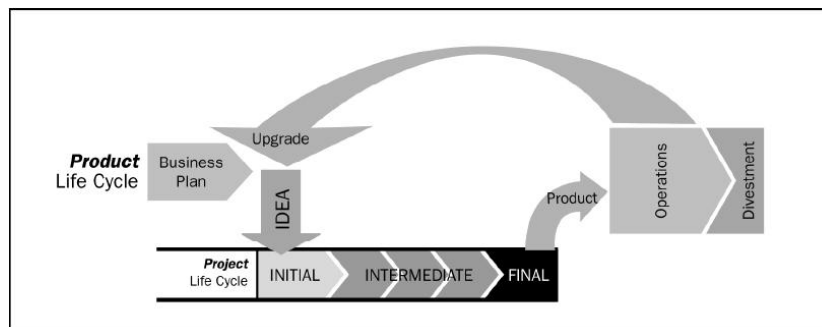 Upgrade
Product
Life Cycle
Business
Plan
IDEA
Product
Operations
Divestment
Project
Life Cycle
INITIAL
INTERMEDIATE
FINAL